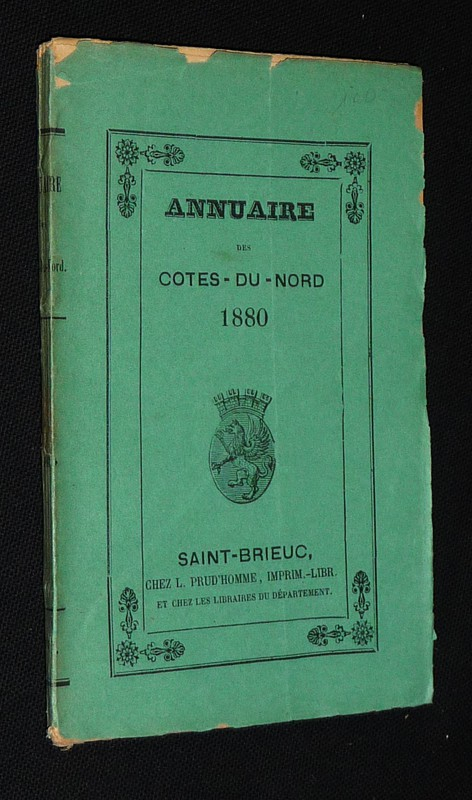 ANNUAIRE
DES
COTES-DU-NORD
1880
SAINT-BRIEUC,
CHEZ L. PRUD'HOMME, IMPRIM.-LIBR.
ET CHEZ LES LIBRAIRES DU DÉPARTEMENT.